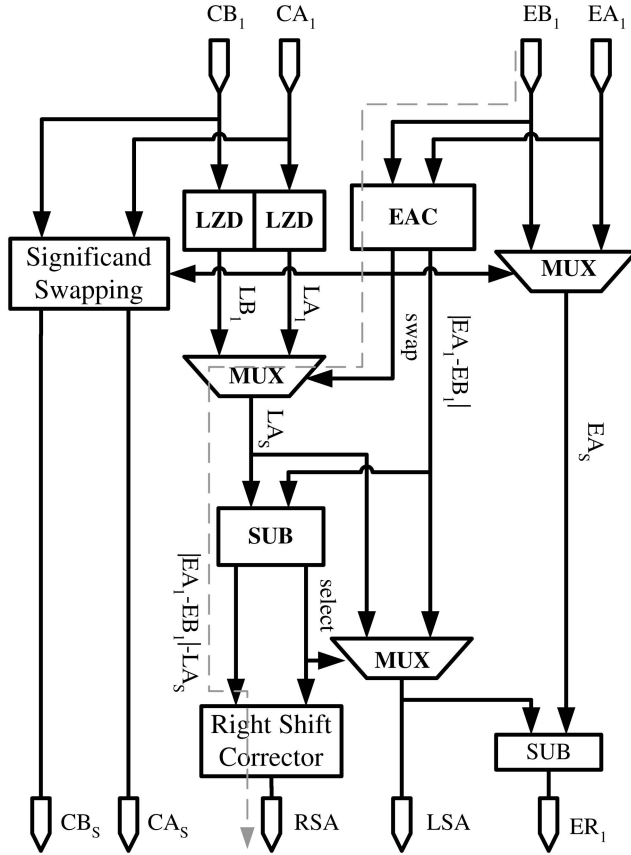 CB₁ CA₁ EB₁ EA₁
LZD LZD EAC
Significand
Swapping
MUX
LB₁ LA₁ swap |EA₁-EB₁|
MUX
LAₛ EAₛ
SUB
|EA₁-EB₁|-LAₛ select
MUX
Right Shift
Corrector
SUB
CBₛ CAₛ RSA LSA ER₁